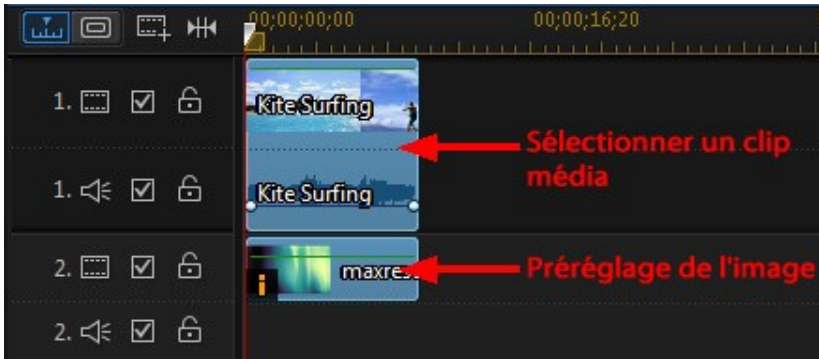 00;00;00;00 00;00;16;20
1.
Kite Surfing
Sélectionner un clip
média
1.
Kite Surfing
2.
i
maxres
Préréglage de l'image
2.